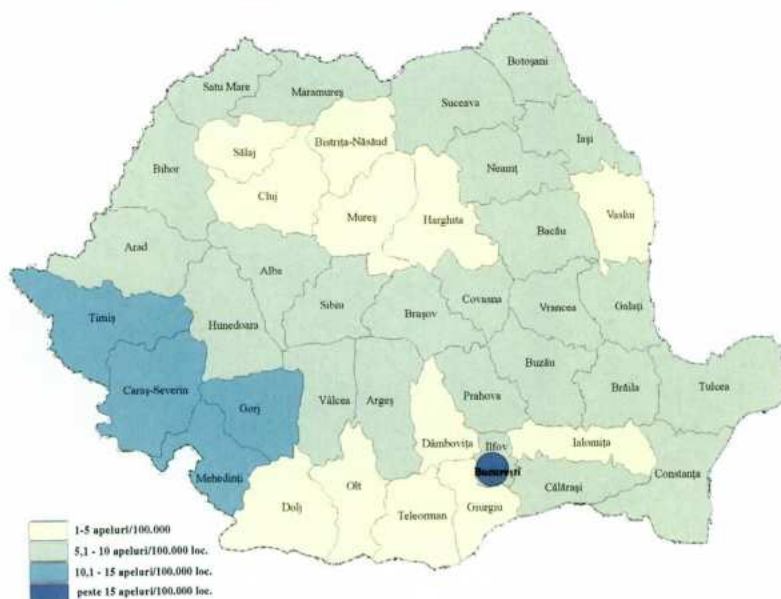 Botoşani
Satu Mare
Maramureş
Suceava
Iaşi
Bistriţa-Năsăud
Sălaj
Neamţ
Bihor
Cluj
Mureş
Harghita
Vaslui
Bacău
Arad
Alba
Covasna
Sibiu
Braşov
Vrancea
Galaţi
Timiş
Hunedoara
Buzău
Caraş-Severin
Gorj
Vâlcea
Argeş
Prahova
Brăila
Tulcea
Dâmboviţa
Ilfov
Ialomiţa
Bucureşti
Constanţa
Mehedinţi
Călăraşi
Olt
Dolj
Teleorman
Giurgiu
1-5 apeluri/100.000
5,1 - 10 apeluri/100.000 loc.
10,1 - 15 apeluri/100.000 loc.
peste 15 apeluri/100.000 loc.